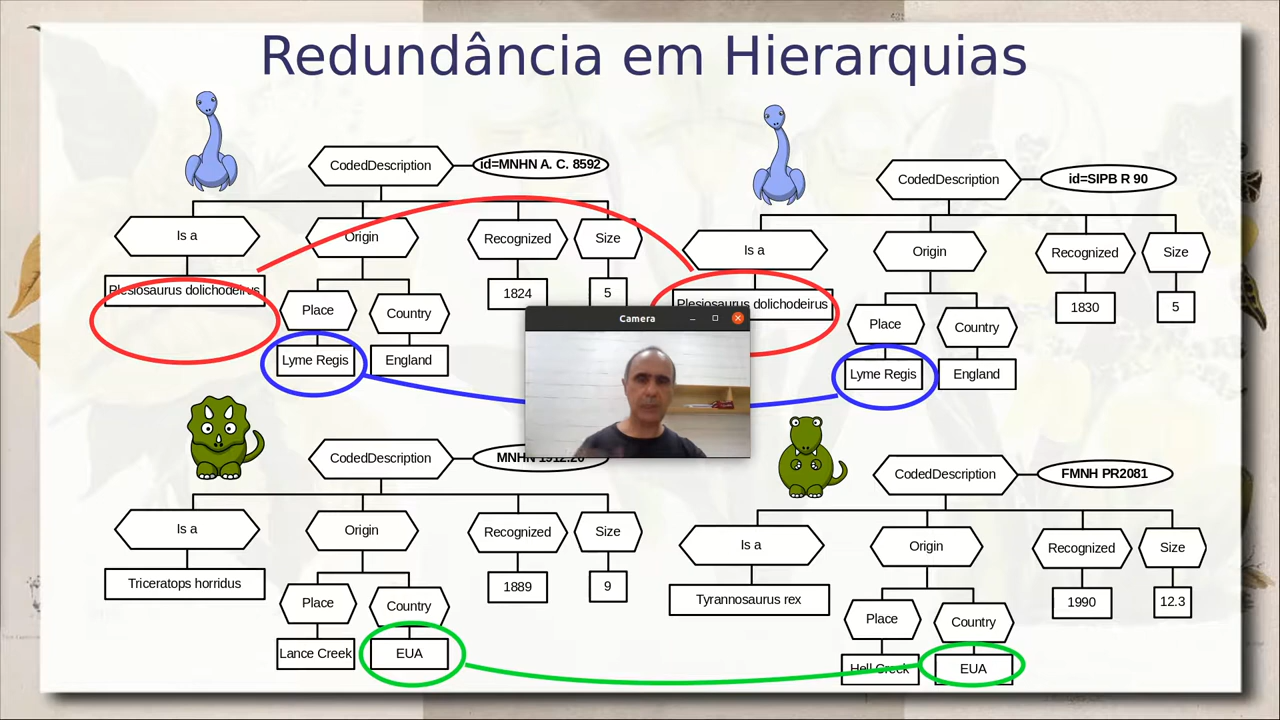 Redundância em Hierarquias
CodedDescription
id=MNHN A. C. 8592
Is a
Origin
Recognized
Size
Plesiosaurus dolichodeirus
Place
Country
1824
5
Lyme Regis
England
CodedDescription
id=SIPB R 90
Is a
Origin
Recognized
Size
Plesiosaurus dolichodeirus
Place
Country
1830
5
Lyme Regis
England
Camera
CodedDescription
MNHN 1912.20
Is a
Origin
Recognized
Size
Triceratops horridus
Place
Country
1889
9
Lance Creek
EUA
CodedDescription
FMNH PR2081
Is a
Origin
Recognized
Size
Tyrannosaurus rex
Place
Country
1990
12.3
Hell Creek
EUA